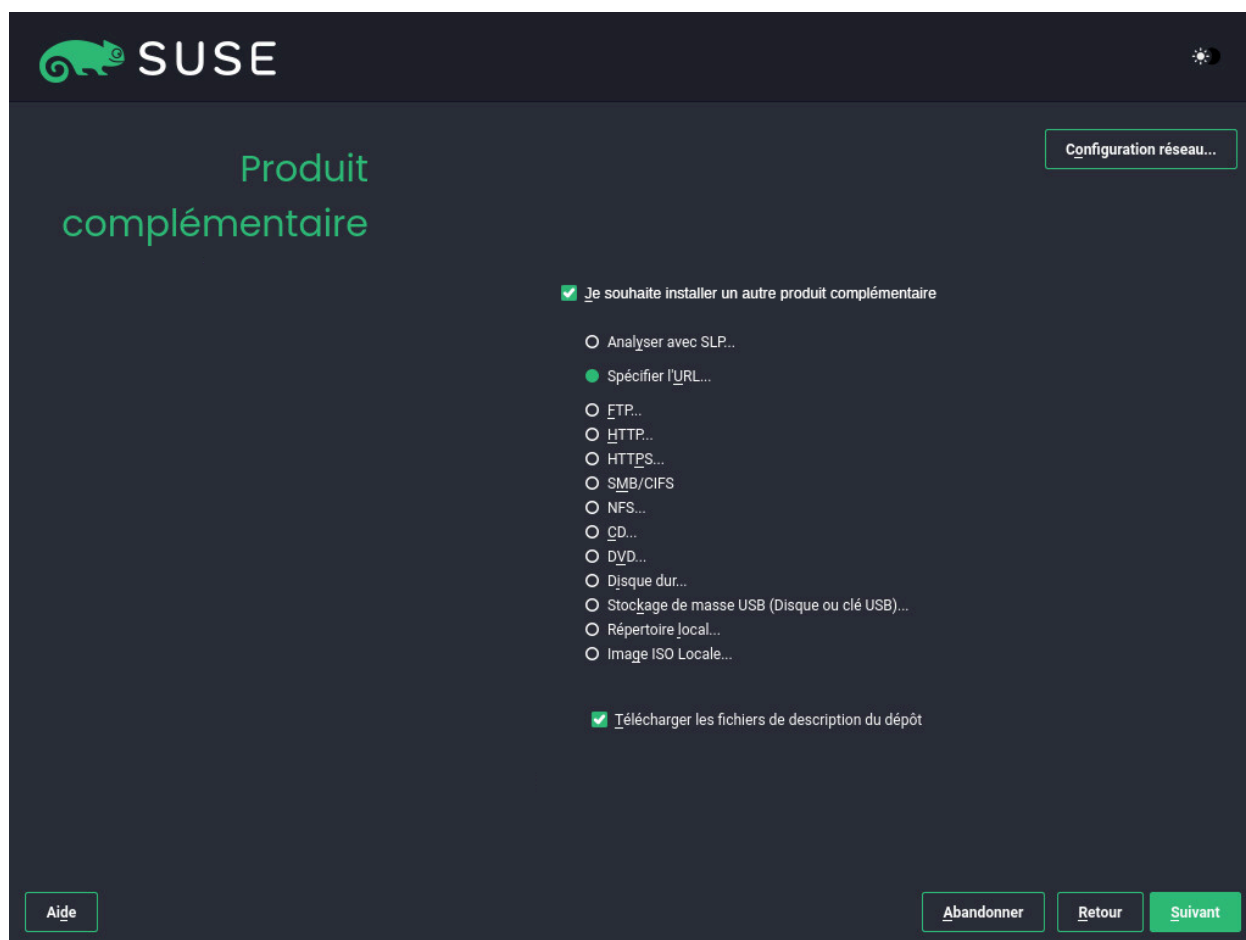 SUSE
Configuration réseau...
Produit
complémentaire
Je souhaite installer un autre produit complémentaire
Analyser avec SLP...
Spécifier l'URL...
FTP...
HTTP...
HTTPS...
SMB/CIFS
NFS...
CD...
DVD...
Disque dur...
Stockage de masse USB (Disque ou clé USB)...
Répertoire local...
Image ISO Locale...
Télécharger les fichiers de description du dépôt
Aide
Abandonner
Retour
Suivant